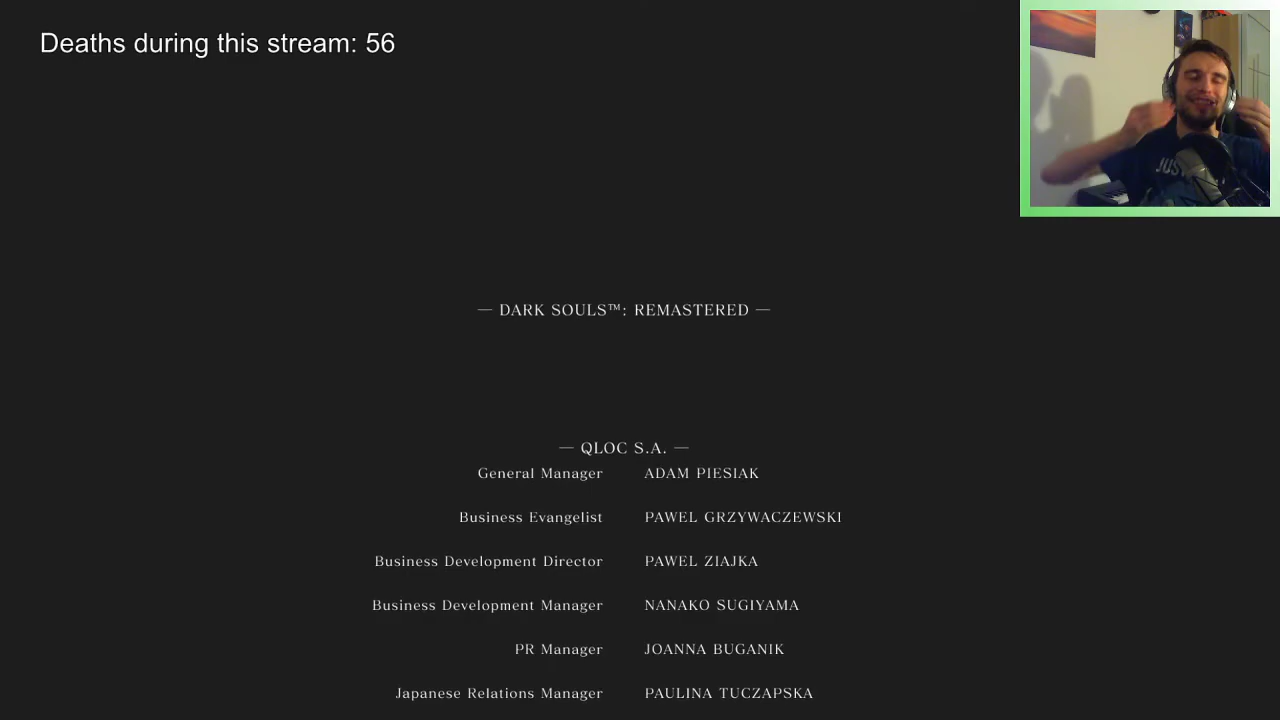 Deaths during this stream: 56
— DARK SOULS™: REMASTERED —
— QLOC S.A. —
General Manager ADAM PIESIAK
Business Evangelist PAWEL GRZYWACZEWSKI
Business Development Director PAWEL ZIAJKA
Business Development Manager NANAKO SUGIYAMA
PR Manager JOANNA BUGANIK
Japanese Relations Manager PAULINA TUCZAPSKA